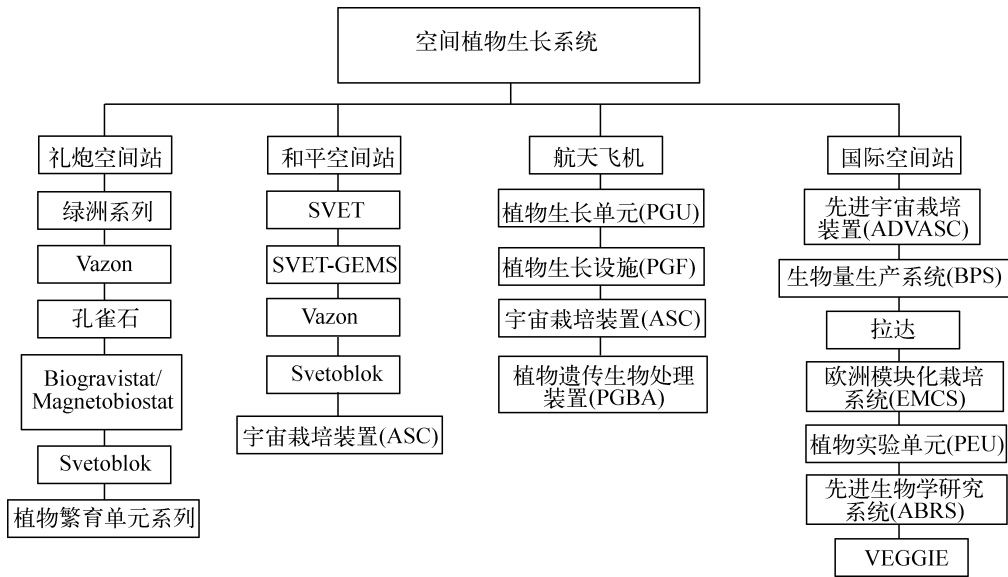 空间植物生长系统
礼炮空间站
绿洲系列
Vazon
孔雀石
Biogravistat/
Magnetobiostat
Svetoblok
植物繁育单元系列
和平空间站
SVET
SVET-GEMS
Vazon
Svetoblok
宇宙栽培装置(ASC)
航天飞机
植物生长单元(PGU)
植物生长设施(PGF)
宇宙栽培装置(ASC)
植物遗传生物处理
装置(PGBA)
国际空间站
先进宇宙栽培
装置(ADVASC)
生物量生产系统(BPS)
拉达
欧洲模块化栽培
系统(EMCS)
植物实验单元(PEU)
先进生物学研究
系统(ABRS)
VEGGIE